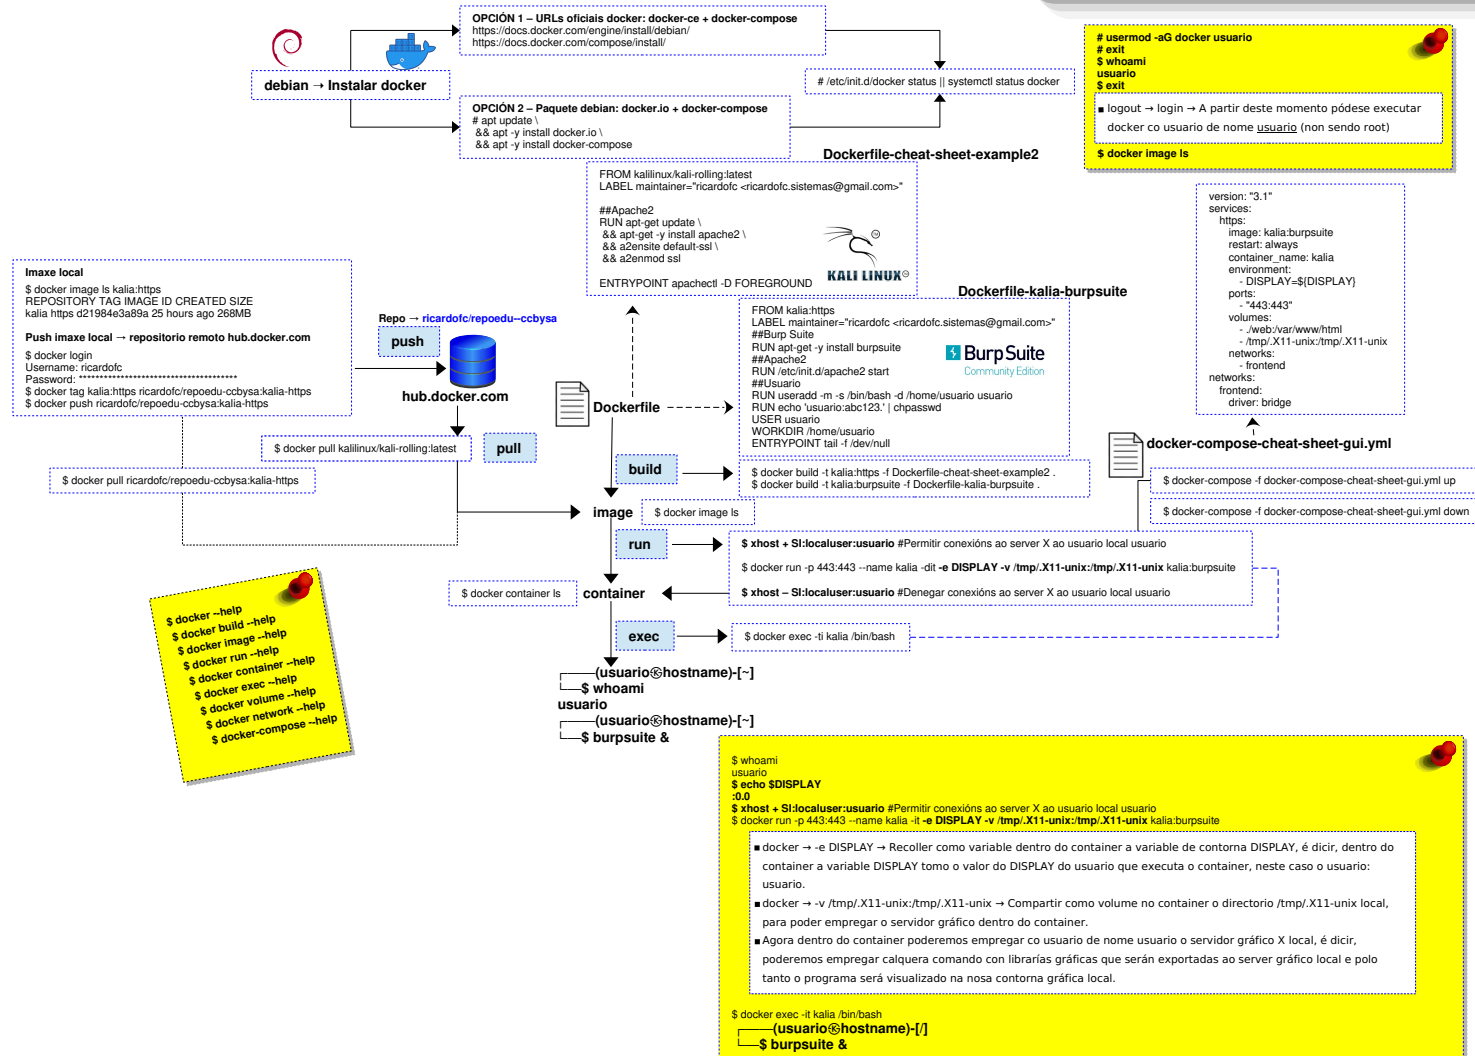 OPCIÓN 1 – URLs oficiais docker: docker-ce + docker-compose
https://docs.docker.com/engine/install/debian/
https://docs.docker.com/compose/install/
debian → Instalar docker
# /etc/init.d/docker status || systemctl status docker
OPCIÓN 2 – Paquete debian: docker.io + docker-compose
# apt update \
&& apt -y install docker.io \
&& apt -y install docker-compose
# usermod -aG docker usuario
# exit
$ whoami
usuario
$ exit
▪ logout → login → A partir deste momento pódese executar
docker co usuario de nome usuario (non sendo root)
$ docker image ls
Dockerfile-cheat-sheet-example2
FROM kalilinux/kali-rolling:latest
LABEL maintainer="ricardofc <ricardofc.sistemas@gmail.com>"
##Apache2
RUN apt-get update \
&& apt-get -y install apache2 \
&& a2ensite default-ssl \
&& a2enmod ssl
ENTRYPOINT apachectl -D FOREGROUND
KALI LINUX
version: "3.1"
services:
https:
image: kalia:burpsuite
restart: always
container_name: kalia
environment:
- DISPLAY=${DISPLAY}
ports:
- "443:443"
volumes:
- ./web:/var/www/html
- /tmp/.X11-unix:/tmp/.X11-unix
networks:
- frontend
networks:
frontend:
driver: bridge
docker-compose-cheat-sheet-gui.yml
$ docker-compose -f docker-compose-cheat-sheet-gui.yml up
$ docker-compose -f docker-compose-cheat-sheet-gui.yml down
Imaxe local
$ docker image ls kalia:https
REPOSITORY TAG IMAGE ID CREATED SIZE
kalia https d21984e3a89a 25 hours ago 268MB
Push imaxe local → repositorio remoto hub.docker.com
$ docker login
Username: ricardofc
Password: ****************************************
$ docker tag kalia:https ricardofc/repoedu-ccbysa:kalia-https
$ docker push ricardofc/repoedu-ccbysa:kalia-https
Repo → ricardofc/repoedu--ccbysa
push
hub.docker.com
$ docker pull kalilinux/kali-rolling:latest
pull
$ docker pull ricardofc/repoedu-ccbysa:kalia-https
Dockerfile-kalia-burpsuite
FROM kalia:https
LABEL maintainer="ricardofc <ricardofc.sistemas@gmail.com>"
##Burp Suite
RUN apt-get -y install burpsuite
##Apache2
RUN /etc/init.d/apache2 start
##Usuario
RUN useradd -m -s /bin/bash -d /home/usuario usuario
RUN echo 'usuario:abc123.' | chpasswd
USER usuario
WORKDIR /home/usuario
ENTRYPOINT tail -f /dev/null
Burp Suite
Community Edition
Dockerfile
build
$ docker build -t kalia:https -f Dockerfile-cheat-sheet-example2 .
$ docker build -t kalia:burpsuite -f Dockerfile-kalia-burpsuite .
image
$ docker image ls
run
$ xhost + SI:localuser:usuario #Permitir conexións ao server X ao usuario local usuario
$ docker run -p 443:443 --name kalia -dit -e DISPLAY -v /tmp/.X11-unix:/tmp/.X11-unix kalia:burpsuite
$ xhost – SI:localuser:usuario #Denegar conexións ao server X ao usuario local usuario
$ docker container ls
container
exec
$ docker exec -ti kalia /bin/bash
┌───(usuario㉿hostname)-[~]
└─$ whoami
usuario
┌───(usuario㉿hostname)-[~]
└─$ burpsuite &
$ docker --help
$ docker build --help
$ docker image --help
$ docker run --help
$ docker container --help
$ docker exec --help
$ docker volume --help
$ docker network --help
$ docker-compose --help
$ whoami
usuario
$ echo $DISPLAY
:0.0
$ xhost + SI:localuser:usuario #Permitir conexións ao server X ao usuario local usuario
$ docker run -p 443:443 --name kalia -it -e DISPLAY -v /tmp/.X11-unix:/tmp/.X11-unix kalia:burpsuite
▪ docker → -e DISPLAY → Recoller como variable dentro do container a variable de contorna DISPLAY, é dicir, dentro do
container a variable DISPLAY tomo o valor do DISPLAY do usuario que executa o container, neste caso o usuario:
usuario.
▪ docker → -v /tmp/.X11-unix:/tmp/.X11-unix → Compartir como volume no container o directorio /tmp/.X11-unix local,
para poder empregar o servidor gráfico dentro do container.
▪ Agora dentro do container poderemos empregar co usuario de nome usuario o servidor gráfico X local, é dicir,
poderemos empregar calquera comando con librarías gráficas que serán exportadas ao server gráfico local e polo
tanto o programa será visualizado na nosa contorna gráfica local.
$ docker exec -it kalia /bin/bash
┌───(usuario㉿hostname)-[/]
└─$ burpsuite &